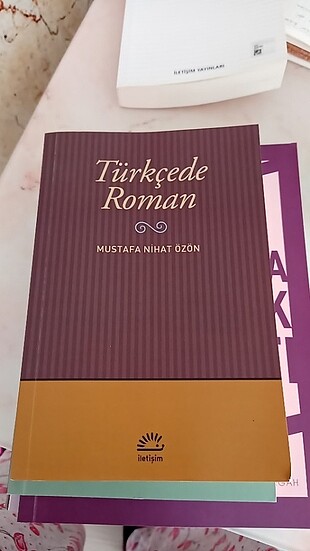 İLETİŞİM YAYINLARI
Türkçede
Roman
MUSTAFA NİHAT ÖZÖN
iletişim